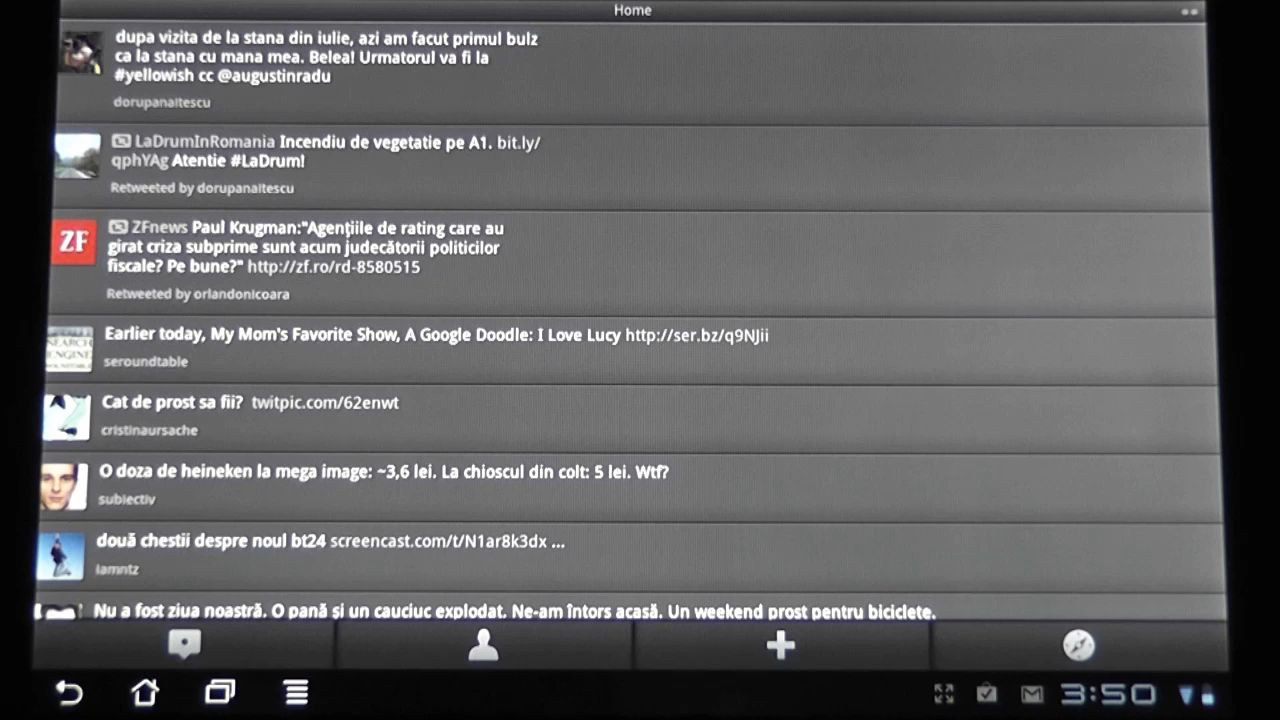 Home
dupa vizita de la stana din iulie, azi am facut primul bulz
ca la stana cu mana mea. Belea! Urmatorul va fi la
#yellowish cc @augustinradu
dorupanaitescu
LaDrumInRomania Incendiu de vegetatie pe A1. bit.ly/
qphYAg Atentie #LaDrum!
Retweeted by dorupanaitescu
ZF
ZFnews Paul Krugman:"Agenţiile de rating care au
girat criza subprime sunt acum judecătorii politicilor
fiscale? Pe bune?" http://zf.ro/rd-8580515
Retweeted by orlandonicoara
SEARCH
ENGINE
Earlier today, My Mom's Favorite Show, A Google Doodle: I Love Lucy http://ser.bz/q9NJii
seroundtable
Cat de prost sa fii? twitpic.com/62enwt
cristinaursache
O doza de heineken la mega image: ~3,6 lei. La chioscul din colt: 5 lei. Wtf?
subiectiv
două chestii despre noul bt24 screencast.com/t/N1ar8k3dx ...
iamntz
Nu a fost ziua noastră. O pană și un cauciuc explodat. Ne-am întors acasă. Un weekend prost pentru biciclete.
3:50